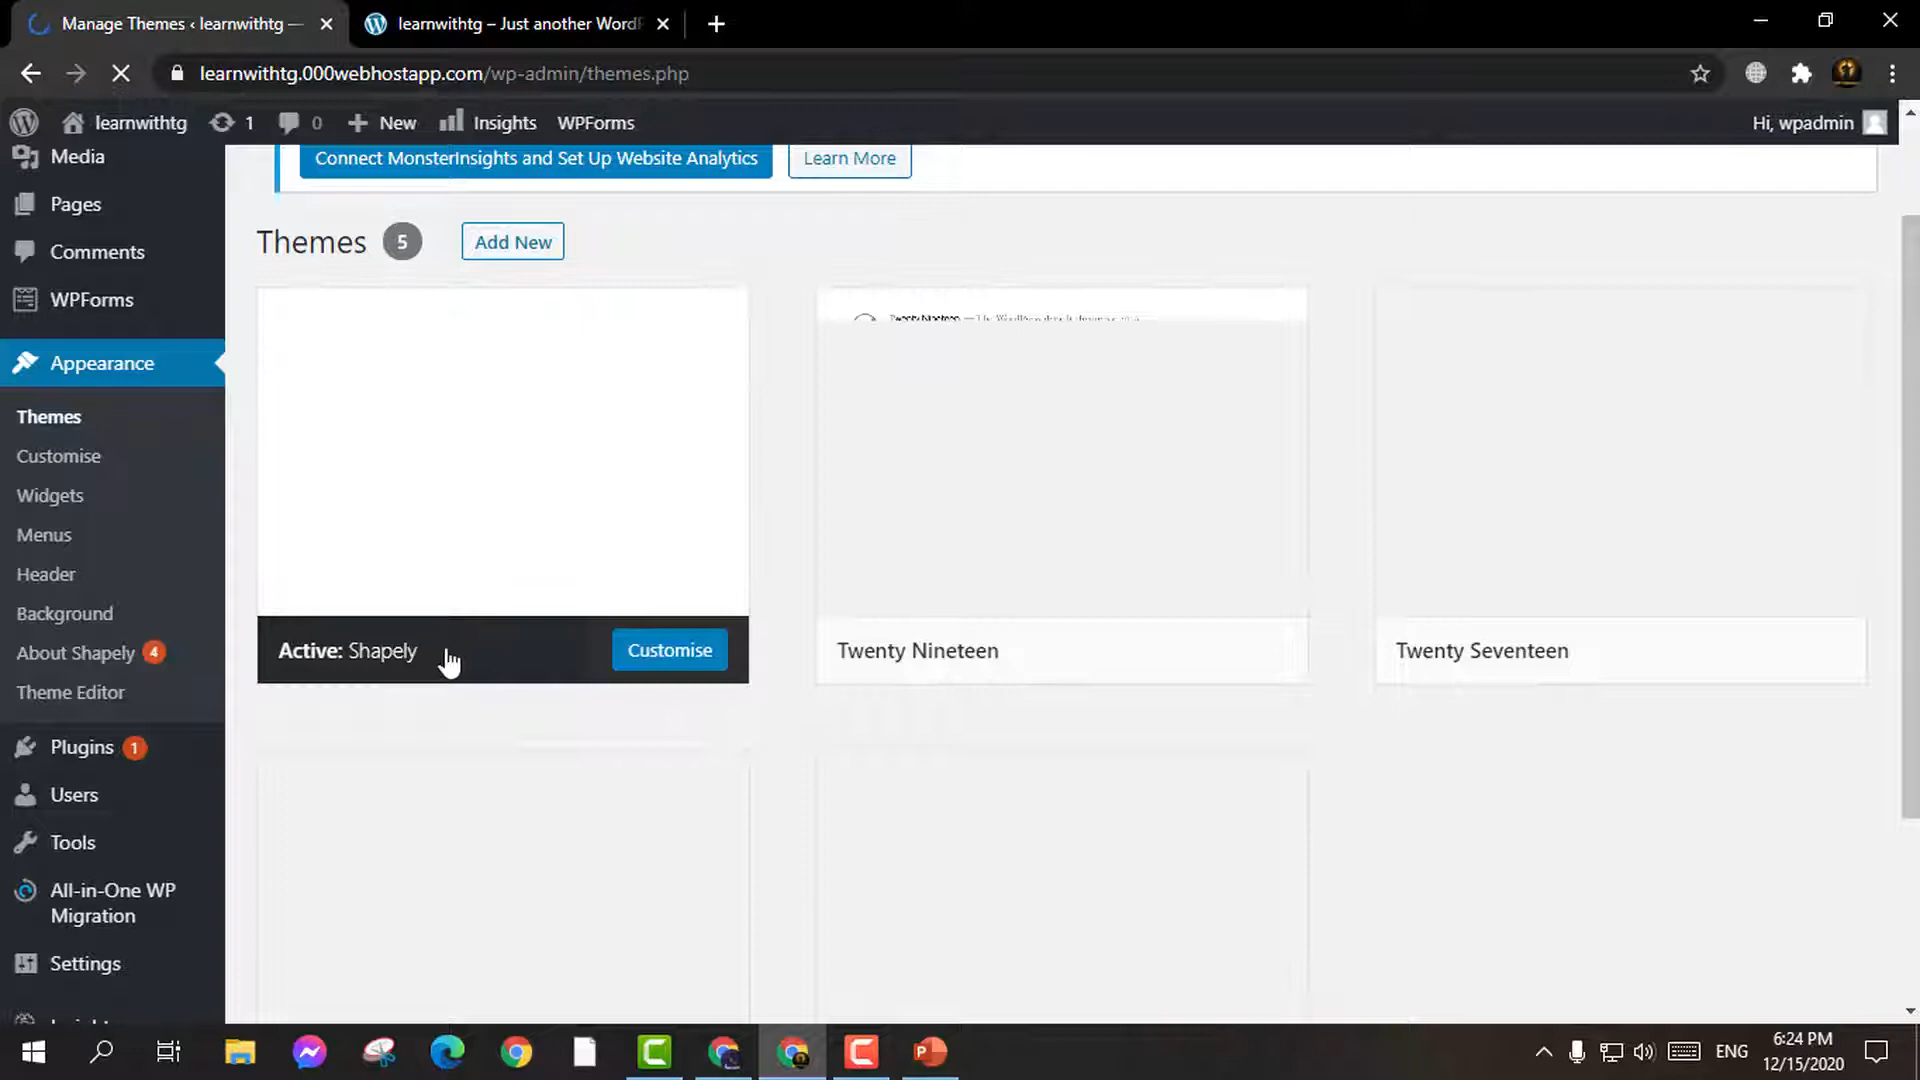 Manage Themes ‹ learnwithtg —
learnwithtg – Just another WordP
learnwithtg.000webhostapp.com/wp-admin/themes.php
learnwithtg
1
0
New
Insights
WPForms
Hi, wpadmin
Media
Pages
Comments
WPForms
Appearance
Themes
Customise
Widgets
Menus
Header
Background
About Shapely 4
Theme Editor
Plugins 1
Users
Tools
All-in-One WP
Migration
Settings
Connect MonsterInsights and Set Up Website Analytics
Learn More
Themes 5
Add New
Twenty Nineteen —
Active: Shapely
Customise
Twenty Nineteen
Twenty Seventeen
ENG
6:24 PM
12/15/2020